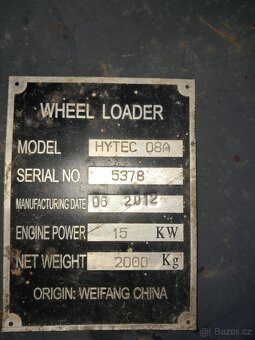 WHEEL LOADER
MODEL HYTEC 08A
SERIAL NO 5378
MANUFACTURING DATE 06 2012
ENGINE POWER 15 KW
NET WEIGHT 2080 Kg
ORIGIN: WEIFANG CHINA
Bazoš.cz